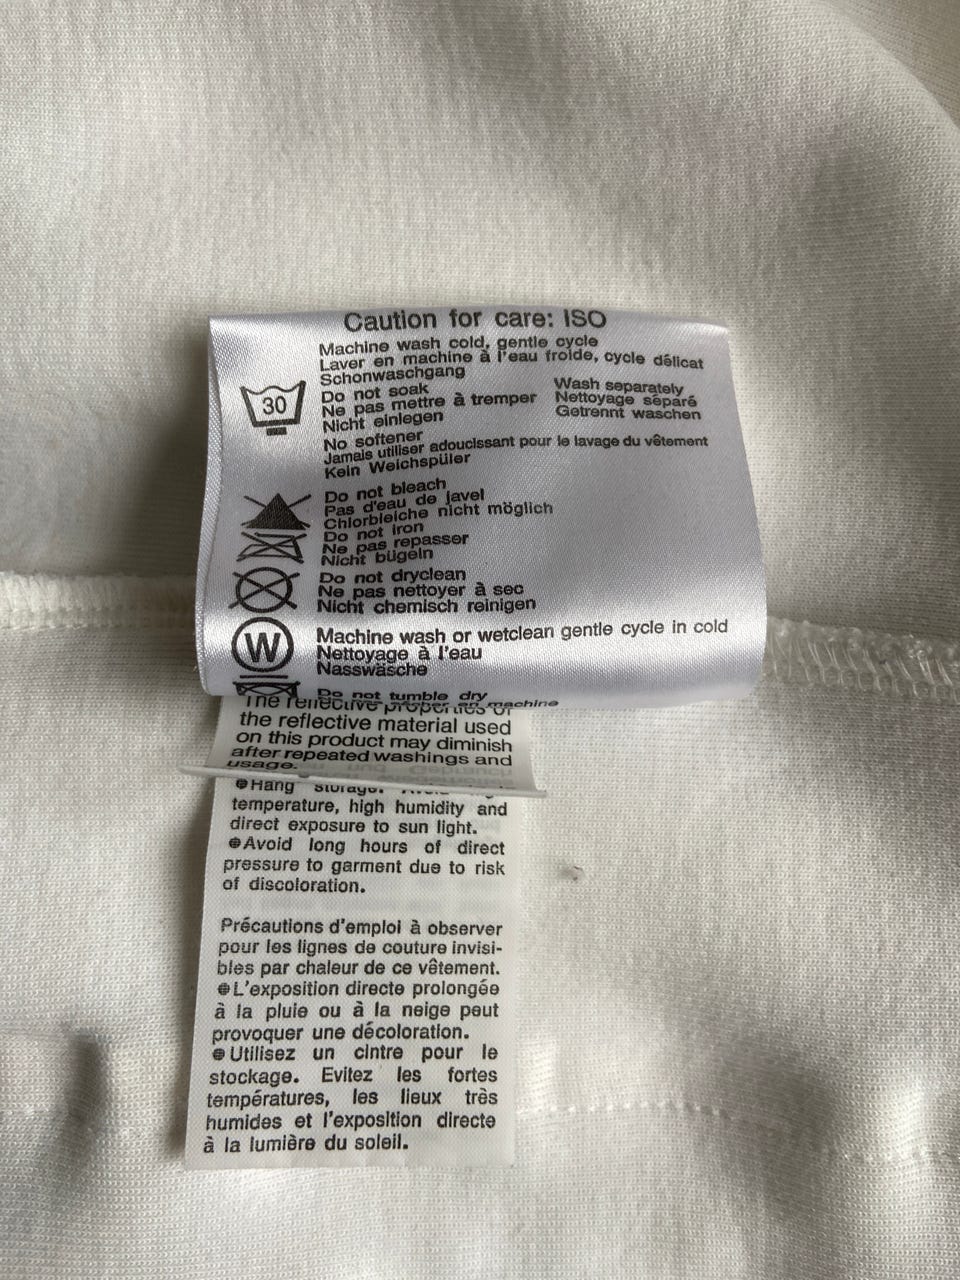 Caution for care: ISO
Machine wash cold, gentle cycle
Laver en machine à l'eau froide, cycle délicat
Schonwaschgang
30
Do not soak
Ne pas mettre à tremper
Nicht einlegen
Wash separately
Nettoyage séparé
Getrennt waschen
No softener
Jamais utiliser adoucissant pour le lavage du vêtement
Kein Weichspüler
Do not bleach
Pas d'eau de javel
Chlorbleiche nicht möglich
Do not iron
Ne pas repasser
Nicht bügeln
Do not dryclean
Ne pas nettoyer à sec
Nicht chemisch reinigen
W
Machine wash or wetclean gentle cycle in cold
Nettoyage à l'eau
Nasswäsche
Do not tumble dry
machine
The reflective properties of
the reflective material used
on this product may diminish
after repeated washings and
usage.
Hang storage.
temperature, high humidity and
direct exposure to sun light.
Avoid long hours of direct
pressure to garment due to risk
of discoloration.
Précautions d'emploi à observer
pour les lignes de couture invisi-
bles par chaleur de ce vêtement.
L'exposition directe prolongée
à la pluie ou à la neige peut
provoquer une décoloration.
Utilisez un cintre pour le
stockage. Evitez les fortes
températures, les lieux très
humides et l'exposition directe
à la lumière du soleil.